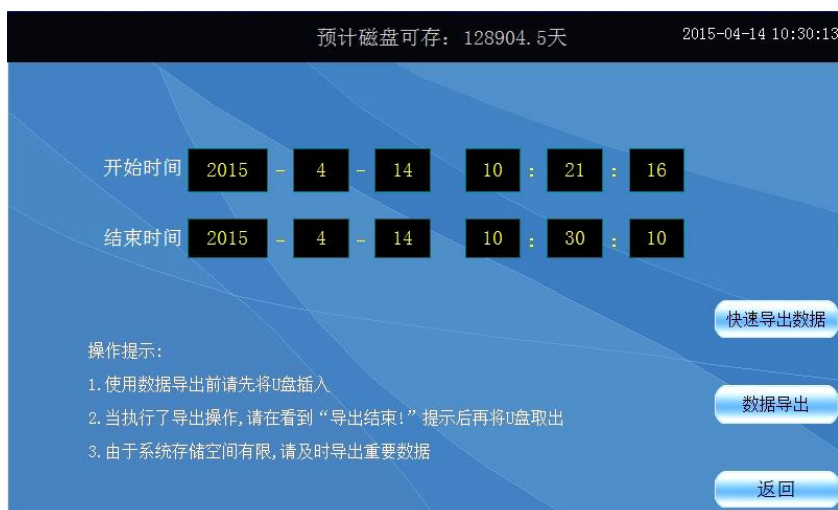 预计磁盘可存：128904.5天 2015-04-14 10:30:13
开始时间 2015 - 4 - 14 10 : 21 : 16
结束时间 2015 - 4 - 14 10 : 30 : 10
快速导出数据
操作提示:
1.使用数据导出前请先将U盘插入
数据导出
2.当执行了导出操作,请在看到“导出结束!”提示后再将U盘取出
3.由于系统存储空间有限,请及时导出重要数据
返回